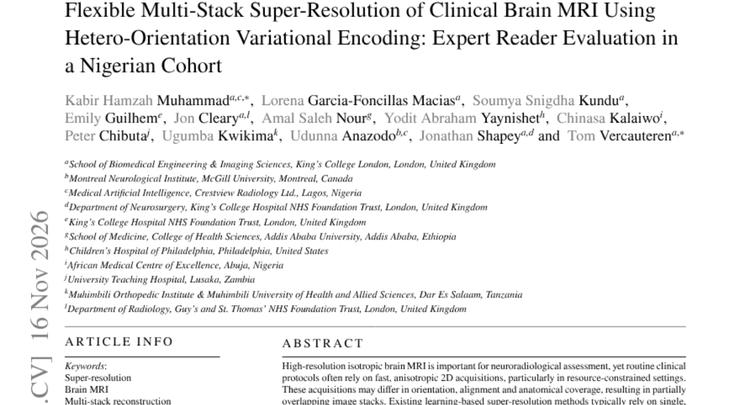 Flexible Multi-Stack Super-Resolution of Clinical Brain MRI Using
Hetero-Orientation Variational Encoding: Expert Reader Evaluation in
a Nigerian Cohort
Kabir Hamzah Muhammad^a,c,∗, Lorena Garcia-Foncillas Macias^a, Soumya Snigdha Kundu^a,
Emily Guilhem^e, Jon Cleary^a,l, Amal Saleh Nour^g, Yodit Abraham Yaynishet^h, Chinasa Kalaiwo^i,
Peter Chibuta^j, Ugumba Kwikima^k, Udunna Anazodo^b,c, Jonathan Shapey^a,d and Tom Vercauteren^a,∗
^aSchool of Biomedical Engineering & Imaging Sciences, King's College London, London, United Kingdom
^bMontreal Neurological Institute, McGill University, Montreal, Canada
^cMedical Artificial Intelligence, Crestview Radiology Ltd., Lagos, Nigeria
^dDepartment of Neurosurgery, King's College Hospital NHS Foundation Trust, London, United Kingdom
^eKing's College Hospital NHS Foundation Trust, London, United Kingdom
^gSchool of Medicine, College of Health Sciences, Addis Ababa University, Addis Ababa, Ethiopia
^hChildren's Hospital of Philadelphia, Philadelphia, United States
^iAfrican Medical Centre of Excellence, Abuja, Nigeria
^jUniversity Teaching Hospital, Lusaka, Zambia
^kMuhimbili Orthopedic Institute & Muhimbili University of Health and Allied Sciences, Dar Es Salaam, Tanzania
^lDepartment of Radiology, Guy's and St. Thomas' NHS Foundation Trust, London, United Kingdom
.CV] 16 Nov 2026
ARTICLE INFO
Keywords:
Super-resolution
Brain MRI
Multi-stack reconstruction
ABSTRACT
High-resolution isotropic brain MRI is important for neuroradiological assessment, yet routine clinical
protocols often rely on fast, anisotropic 2D acquisitions, particularly in resource-constrained settings.
These acquisitions may differ in orientation, alignment and anatomical coverage, resulting in partially
overlapping image stacks. Existing learning-based super-resolution methods typically rely on single,